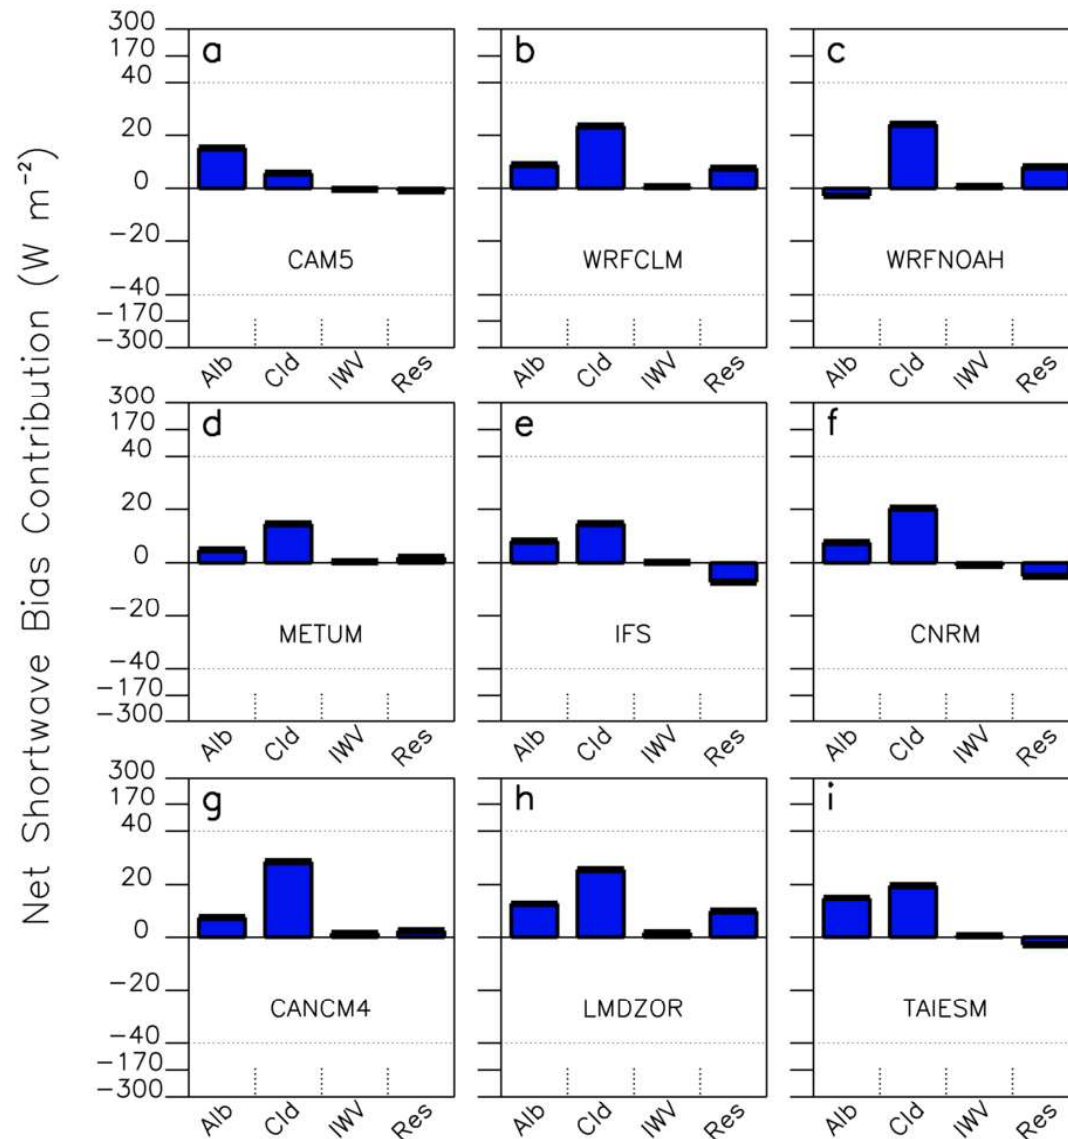 Net Shortwave Bias Contribution (W m⁻²)
a
b
c
300
170
40
20
0
-20
-40
-170
-300
CAM5
WRFCLM
WRFNOAH
Alb Cld IWV Res
Alb Cld IWV Res
Alb Cld IWV Res
d
e
f
300
170
40
20
0
-20
-40
-170
-300
METUM
IFS
CNRM
Alb Cld IWV Res
Alb Cld IWV Res
Alb Cld IWV Res
g
h
i
300
170
40
20
0
-20
-40
-170
-300
CANCM4
LMDZOR
TAIESM
Alb Cld IWV Res
Alb Cld IWV Res
Alb Cld IWV Res